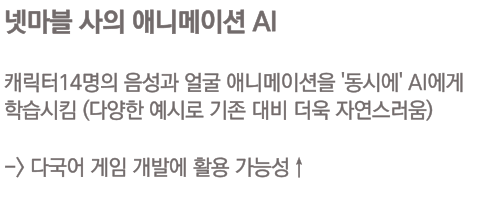 넷마블 사의 애니메이션 AI
캐릭터14명의 음성과 얼굴 애니메이션을 '동시에' AI에게
학습시킴 (다양한 예시로 기존 대비 더욱 자연스러움)
-> 다국어 게임 개발에 활용 가능성↑